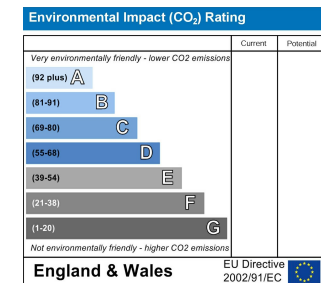 Environmental Impact (CO₂) Rating
Current Potential
Very environmentally friendly - lower CO2 emissions
(92 plus) A
(81-91) B
(69-80) C
(55-68) D
(39-54) E
(21-38) F
(1-20) G
Not environmentally friendly - higher CO2 emissions
England & Wales
EU Directive
2002/91/EC